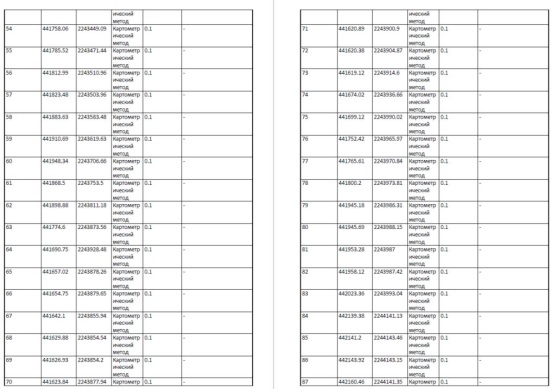 ический
метод
54 441758.06 2243449.09 Картометр 0.1 -
ический
метод
55 441785.52 2243471.44 Картометр 0.1 -
ический
метод
56 441812.99 2243510.96 Картометр 0.1 -
ический
метод
57 441823.48 2243503.96 Картометр 0.1 -
ический
метод
58 441883.63 2243583.48 Картометр 0.1 -
ический
метод
59 441910.69 2243619.63 Картометр 0.1 -
ический
метод
60 441948.34 2243706.66 Картометр 0.1 -
ический
метод
61 441868.5 2243753.5 Картометр 0.1 -
ический
метод
62 441898.88 2243811.18 Картометр 0.1 -
ический
метод
63 441774.6 2243873.56 Картометр 0.1 -
ический
метод
64 441690.75 2243928.48 Картометр 0.1 -
ический
метод
65 441657.02 2243878.26 Картометр 0.1 -
ический
метод
66 441654.75 2243879.65 Картометр 0.1 -
ический
метод
67 441642.1 2243855.94 Картометр 0.1 -
ический
метод
68 441629.88 2243854.54 Картометр 0.1 -
ический
метод
69 441626.93 2243854.2 Картометр 0.1 -
ический
метод
70 441623.84 2243877.94 Картометр 0.1 -
ический
метод
71 441620.89 2243900.9 Картометр 0.1 -
ический
метод
72 441620.38 2243904.87 Картометр 0.1 -
ический
метод
73 441619.12 2243914.6 Картометр 0.1 -
ический
метод
74 441674.02 2243936.66 Картометр 0.1 -
ический
метод
75 441699.12 2243990.02 Картометр 0.1 -
ический
метод
76 441752.42 2243965.97 Картометр 0.1 -
ический
метод
77 441765.61 2243970.84 Картометр 0.1 -
ический
метод
78 441800.2 2243973.81 Картометр 0.1 -
ический
метод
79 441945.18 2243986.31 Картометр 0.1 -
ический
метод
80 441945.69 2243988.15 Картометр 0.1 -
ический
метод
81 441953.28 2243987 Картометр 0.1 -
ический
метод
82 441958.12 2243987.42 Картометр 0.1 -
ический
метод
83 442023.36 2243993.04 Картометр 0.1 -
ический
метод
84 442139.38 2244141.13 Картометр 0.1 -
ический
метод
85 442141.2 2244143.46 Картометр 0.1 -
ический
метод
86 442143.92 2244143.15 Картометр 0.1 -
ический
метод
87 442160.46 2244141.35 Картометр 0.1 -